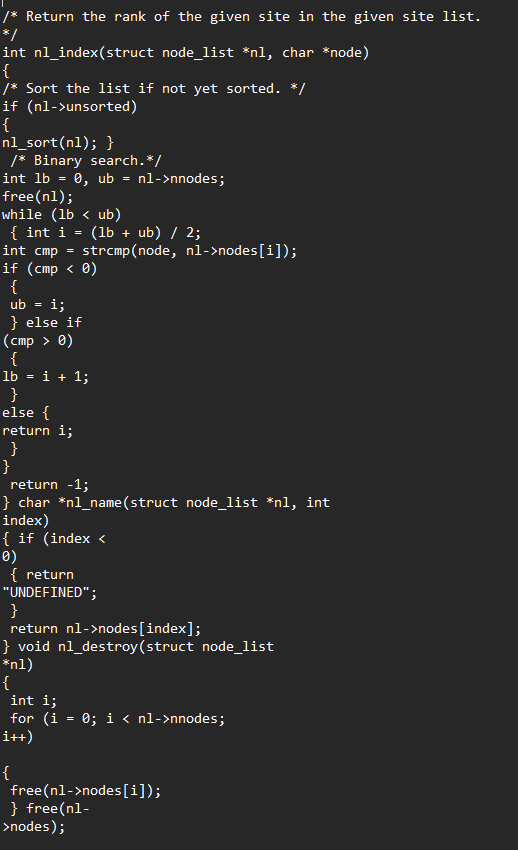 /* Return the rank of the given site in the given site list.
*/
int nl_index(struct node_list *nl, char *node)
{
/* Sort the list if not yet sorted. */
if (nl->unsorted)
{
nl_sort(nl); }
/* Binary search.*/
int lb = 0, ub = nl->nnodes;
free(nl);
while (lb < ub)
{ int i = (lb + ub) / 2;
int cmp = strcmp(node, nl->nodes[i]);
if (cmp < 0)
{
ub = i;
} else if
(cmp > 0)
{
lb = i + 1;
}
else {
return i;
}
}
return -1;
} char *nl_name(struct node_list *nl, int
index)
{ if (index <
0)
{ return
"UNDEFINED";
}
return nl->nodes[index];
} void nl_destroy(struct node_list
*nl)
{
int i;
for (i = 0; i < nl->nnodes;
i++)
{
free(nl->nodes[i]);
} free(nl-
>nodes);